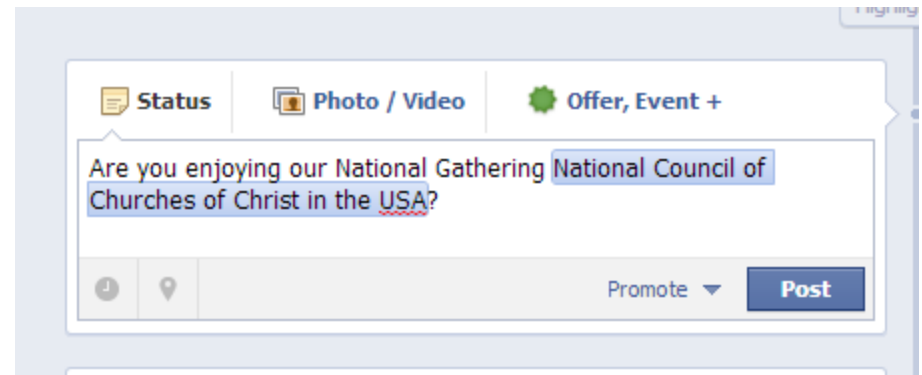 Status
Photo / Video
Offer, Event +
Are you enjoying our National Gathering National Council of
Churches of Christ in the USA?
Promote
Post